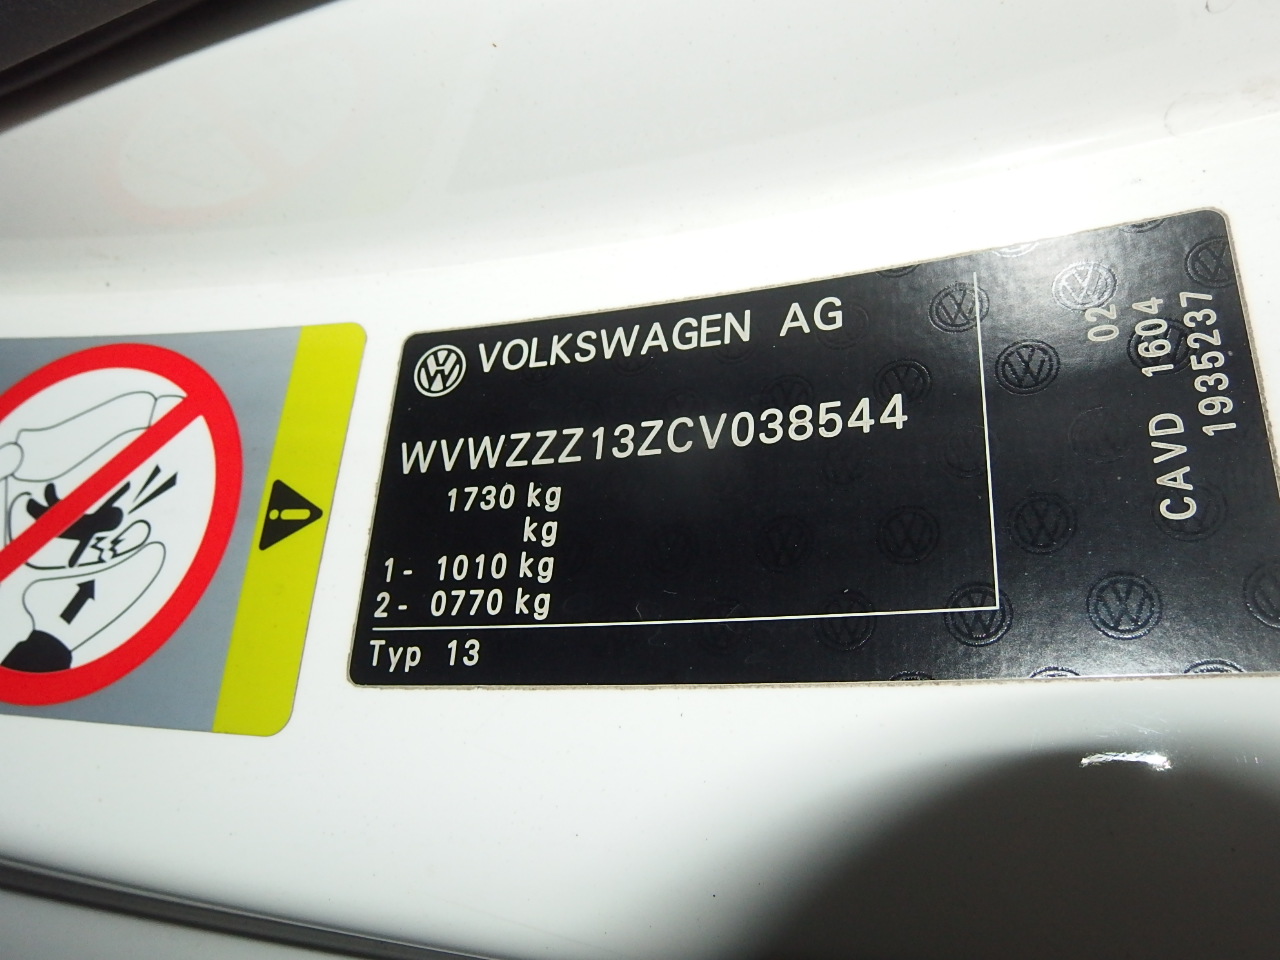 VOLKSWAGEN AG
WVWZZZ13ZCV038544
1730 kg
kg
1- 1010 kg
2- 0770 kg
Typ 13
02
CAVD 1604
1935237